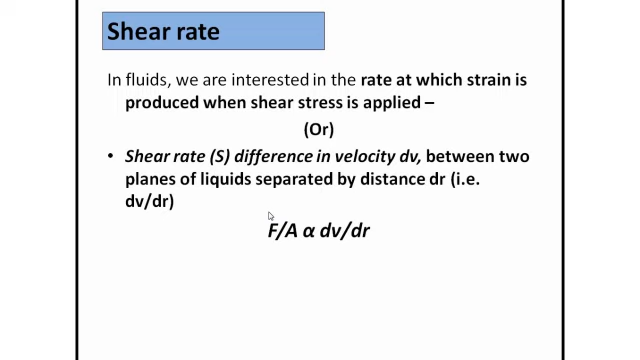 Shear rate
In fluids, we are interested in the rate at which strain is
produced when shear stress is applied –
(Or)
• Shear rate (S) difference in velocity dv, between two
planes of liquids separated by distance dr (i.e.
dv/dr)
F/A α dv/dr